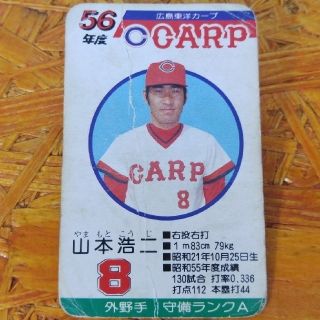 56
年度
広島東洋カープ
C CARP
C
CARP
8
やま もと こう じ
山本浩二
8
■右投右打
■1m83cm 79kg
■昭和21年10月25日生
■昭和55年度成績
130試合 打率0.336
打点112 本塁打44
外野手 守備ランクA